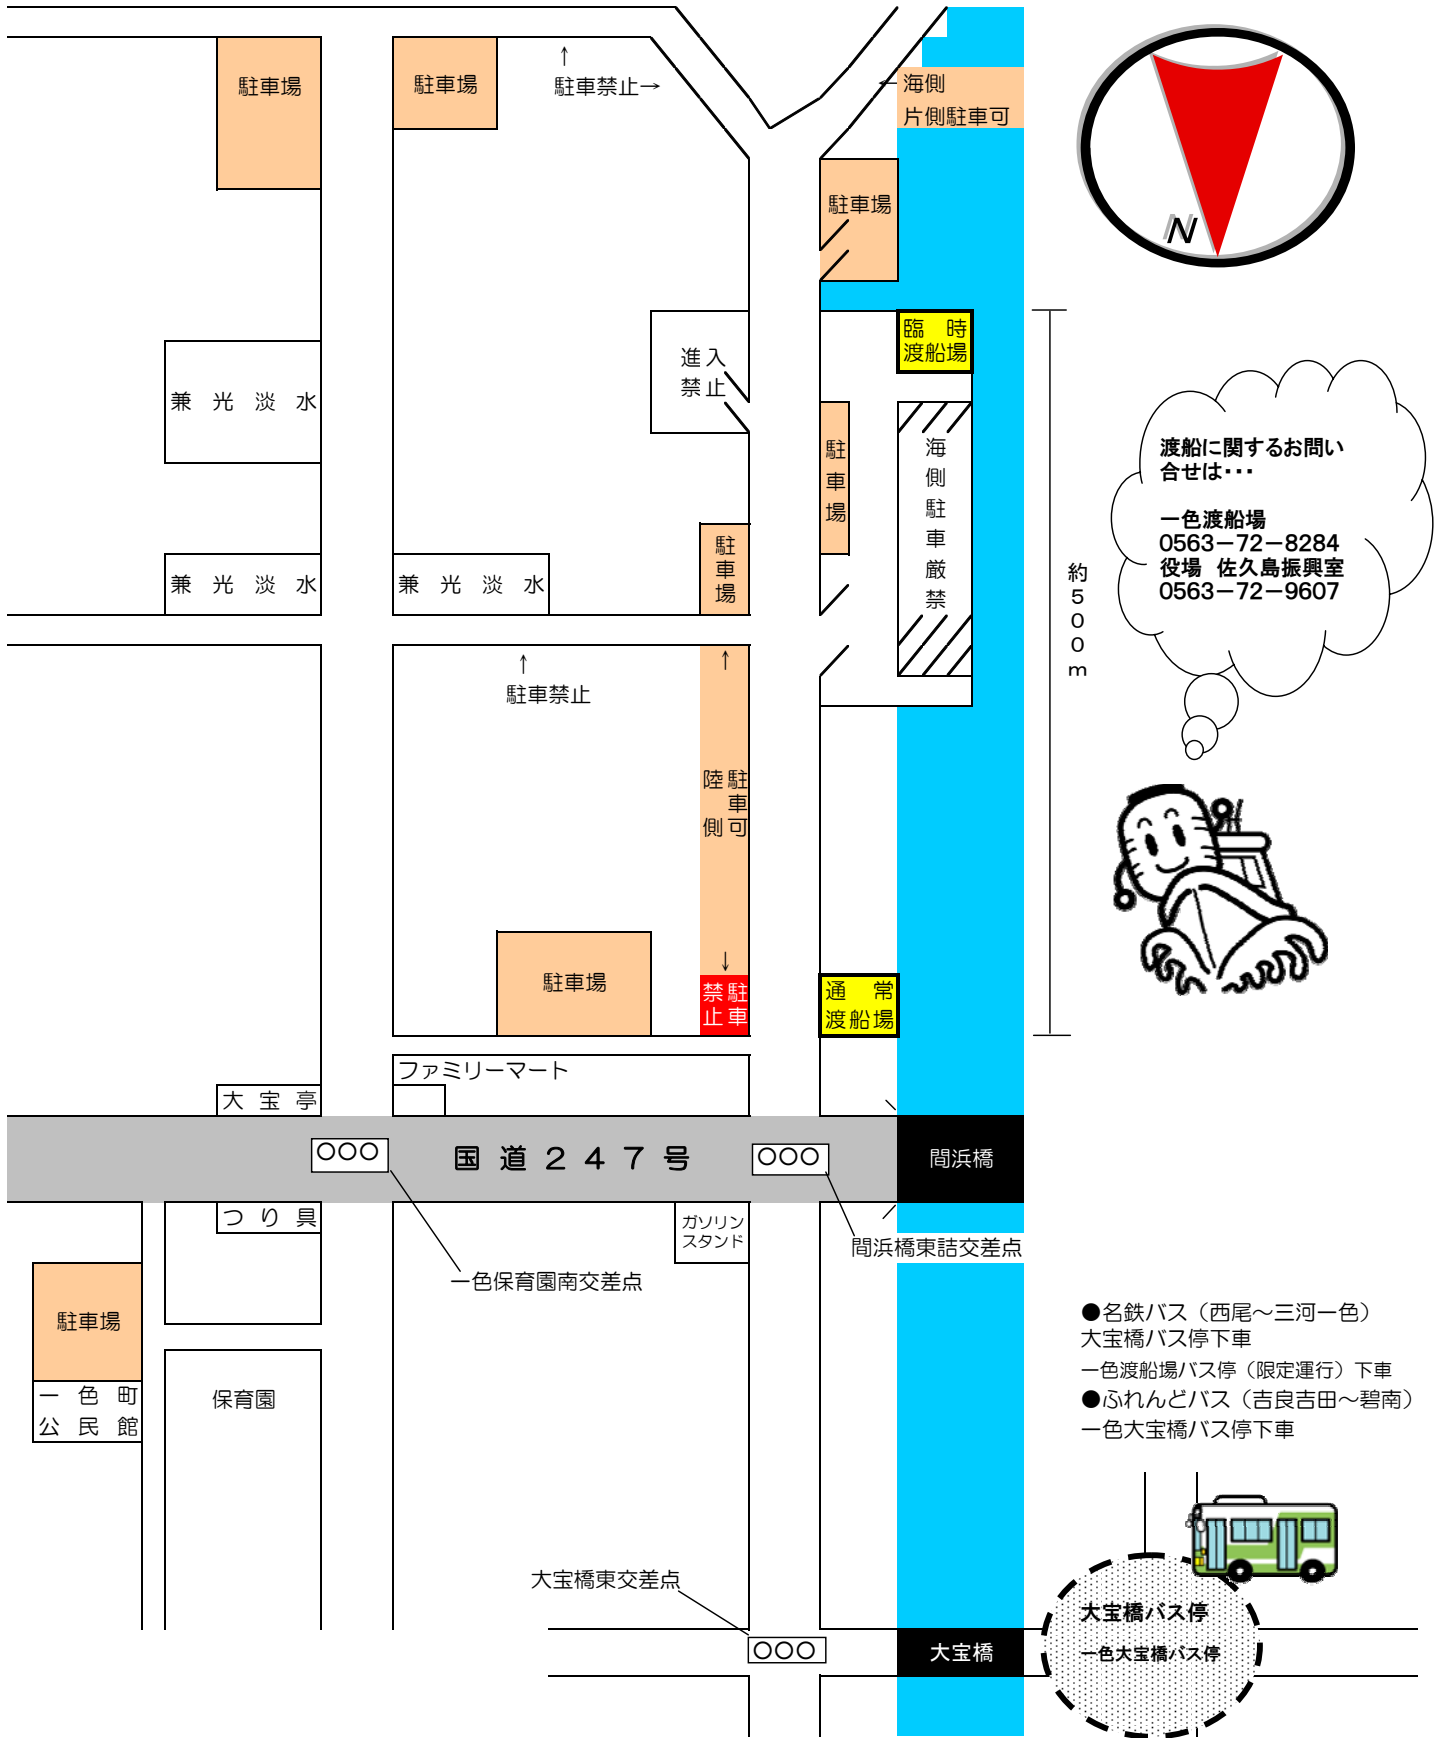 駐車場
駐車場
↑
駐車禁止→
←海側
片側駐車可
駐車場
N
進入
禁止
臨　時
渡船場
兼　光　淡　水
駐車場
海側駐車厳禁
渡船に関するお問い
合せは・・・
一色渡船場
0563－72－8284
役場　佐久島振興室
0563－72－9607
約５００ｍ
兼　光　淡　水
兼　光　淡　水
駐車場
↑
駐車禁止
↑
陸側
駐車可
↓
駐車場
駐車
禁止
通　常
渡船場
ファミリーマート
大　宝　亭
国　道　２　４　７　号
間浜橋
つ　り　具
ガソリン
スタンド
間浜橋東詰交差点
一色保育園南交差点
駐車場
一　色　町
公　民　館
保育園
●名鉄バス（西尾～三河一色）
大宝橋バス停下車
一色渡船場バス停（限定運行）下車
●ふれんどバス（吉良吉田～碧南）
一色大宝橋バス停下車
大宝橋東交差点
大宝橋
大宝橋バス停
一色大宝橋バス停